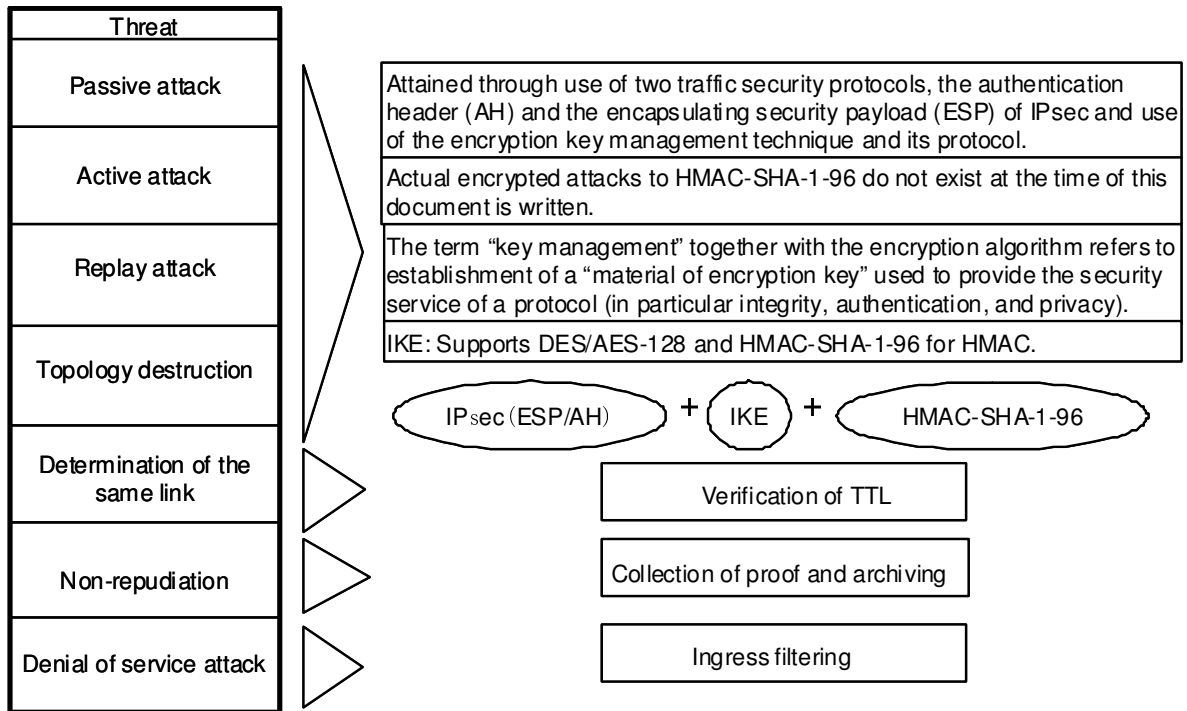 Threat
Passive attack
Active attack
Replay attack
Topology destruction
Determination of the
same link
Non-repudiation
Denial of service attack
Attained through use of two traffic security protocols, the authentication
header (AH) and the encapsulating security payload (ESP) of IPsec and use
of the encryption key management technique and its protocol.
Actual encrypted attacks to HMAC-SHA-1-96 do not exist at the time of this
document is written.
The term “key management” together with the encryption algorithm refers to
establishment of a “material of encryption key” used to provide the security
service of a protocol (in particular integrity, authentication, and privacy).
IKE: Supports DES/AES-128 and HMAC-SHA-1-96 for HMAC.
IPsec(ESP/AH) + IKE + HMAC-SHA-1-96
Verification of TTL
Collection of proof and archiving
Ingress filtering